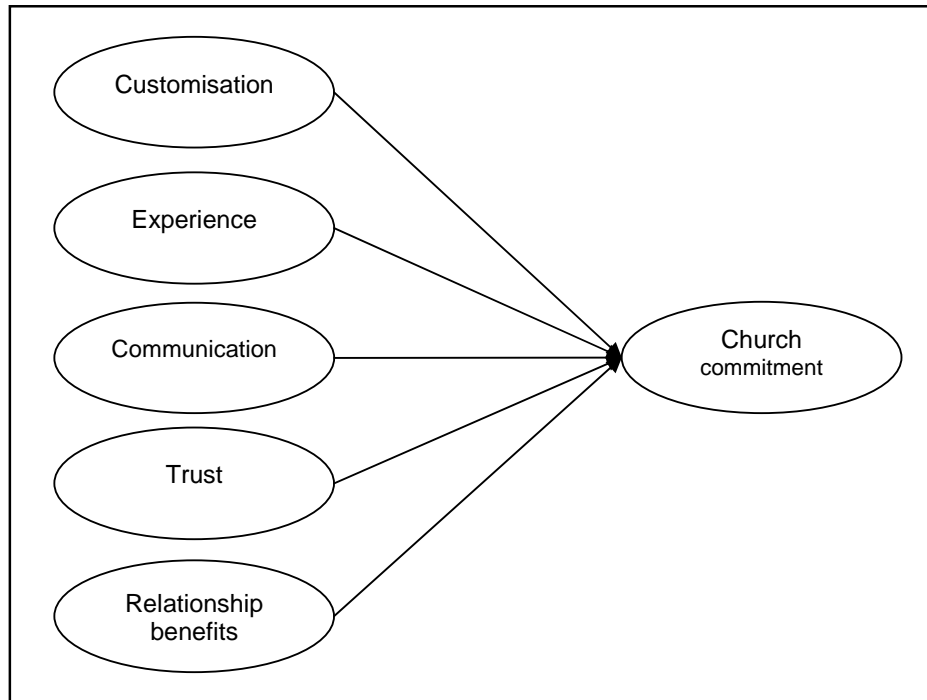 Customisation
Experience
Communication
Trust
Relationship
benefits
Church
commitment